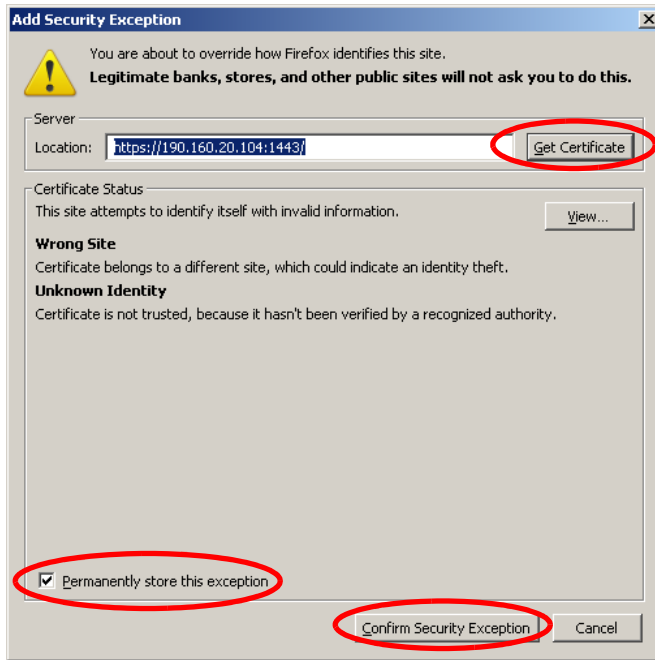 Add Security Exception
You are about to override how Firefox identifies this site.
Legitimate banks, stores, and other public sites will not ask you to do this.
Server
Location: https://190.160.20.104:1443/ Get Certificate
Certificate Status
This site attempts to identify itself with invalid information. View...
Wrong Site
Certificate belongs to a different site, which could indicate an identity theft.
Unknown Identity
Certificate is not trusted, because it hasn't been verified by a recognized authority.
Permanently store this exception
Confirm Security Exception Cancel